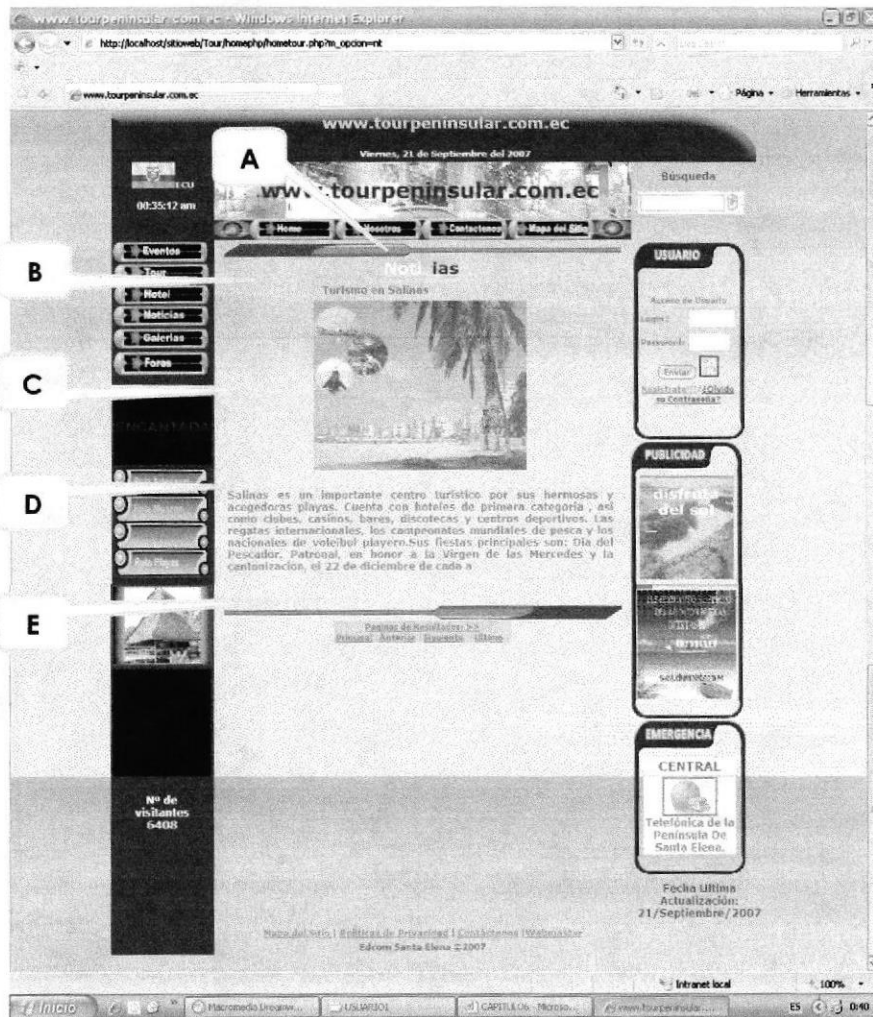 www.tourpeninsular.com.ec - Windows Internet Explorer
http://localhost/sitioweb/Tour/homephp/hometour.php?m_opcion=nt
www.tourpeninsular.com.ec
Página
Herramientas
www.tourpeninsular.com.ec
Viernes, 21 de Septiembre del 2007
A
ECU
00:35:12 am
www.tourpeninsular.com.ec
Búsqueda
Home
Nosotros
Contactenos
Mapa del Sitio
B
Eventos
Tour
Hotel
Noticias
Galerias
Foros
Noti ias
Turismo en Salinas
USUARIO
Acceso de Usuario
Login:
Password:
Enviar
Registrate
¿Olvido
su Contraseña?
C
ENCANTADA
PUBLICIDAD
disfruta
del sol
D
Salinas es un importante centro turistico por sus hermosas y
acogedoras playas. Cuenta con hoteles de primera categoria , asi
como clubes, casinos, bares, discotecas y centros deportivos. Las
regatas internacionales, los campeonatos mundiales de pesca y los
nacionales de voleibol playero.Sus fiestas principales son: Dia del
Pescador. Patronal, en honor a la Virgen de las Mercedes y la
cantonizacion, el 22 de diciembre de cada a
E
Paginas de Resultados: >>
Primero Anterior Siguiente Ultimo
EMERGENCIA
CENTRAL
Telefónica de la
Península De
Santa Elena.
Nº de
visitantes
6408
Fecha Ultima
Actualización:
21/Septiembre/2007
Mapa del Sitio | Politicas de Privacidad | Contáctenos |Webmaster
Edcom Santa Elena ©2007
Intranet local
100%
Inicio
Macromedia Dreamw...
USUARIO1
CAPITULO6 - Microso...
www.tourpeninsular....
ES
0:40